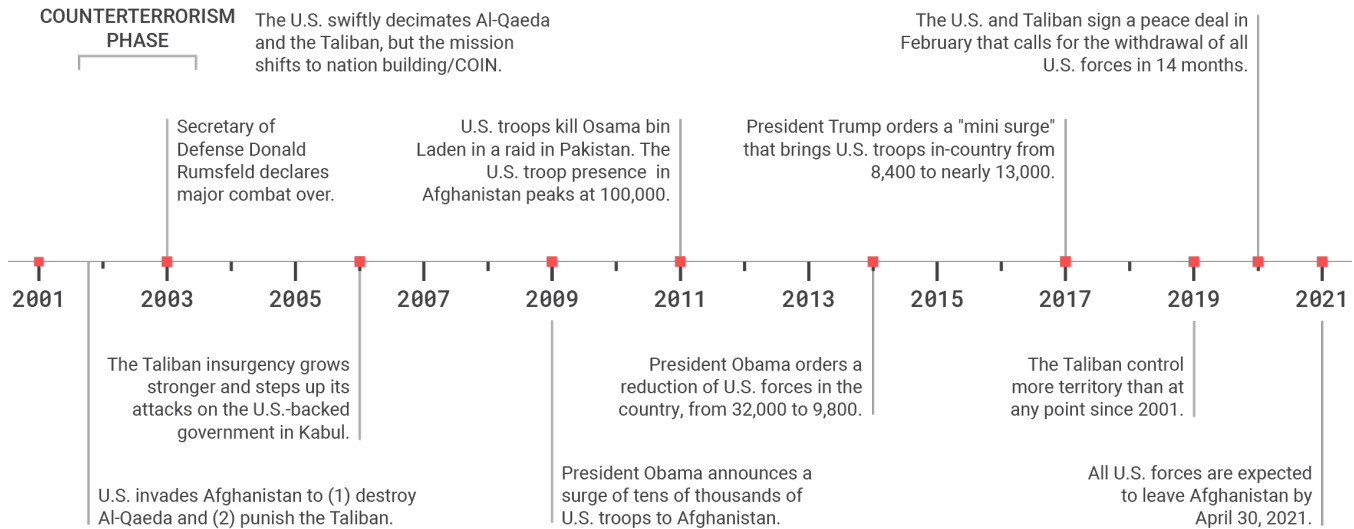 COUNTERTERRORISM
PHASE
The U.S. swiftly decimates Al-Qaeda
and the Taliban, but the mission
shifts to nation building/COIN.
The U.S. and Taliban sign a peace deal in
February that calls for the withdrawal of all
U.S. forces in 14 months.
Secretary of
Defense Donald
Rumsfeld declares
major combat over.
U.S. troops kill Osama bin
Laden in a raid in Pakistan. The
U.S. troop presence in
Afghanistan peaks at 100,000.
President Trump orders a "mini surge"
that brings U.S. troops in-country from
8,400 to nearly 13,000.
2001 2003 2005 2007 2009 2011 2013 2015 2017 2019 2021
The Taliban insurgency grows
stronger and steps up its
attacks on the U.S.-backed
government in Kabul.
President Obama orders a
reduction of U.S. forces in the
country, from 32,000 to 9,800.
The Taliban control
more territory than at
any point since 2001.
U.S. invades Afghanistan to (1) destroy
Al-Qaeda and (2) punish the Taliban.
President Obama announces a
surge of tens of thousands of
U.S. troops to Afghanistan.
All U.S. forces are expected
to leave Afghanistan by
April 30, 2021.